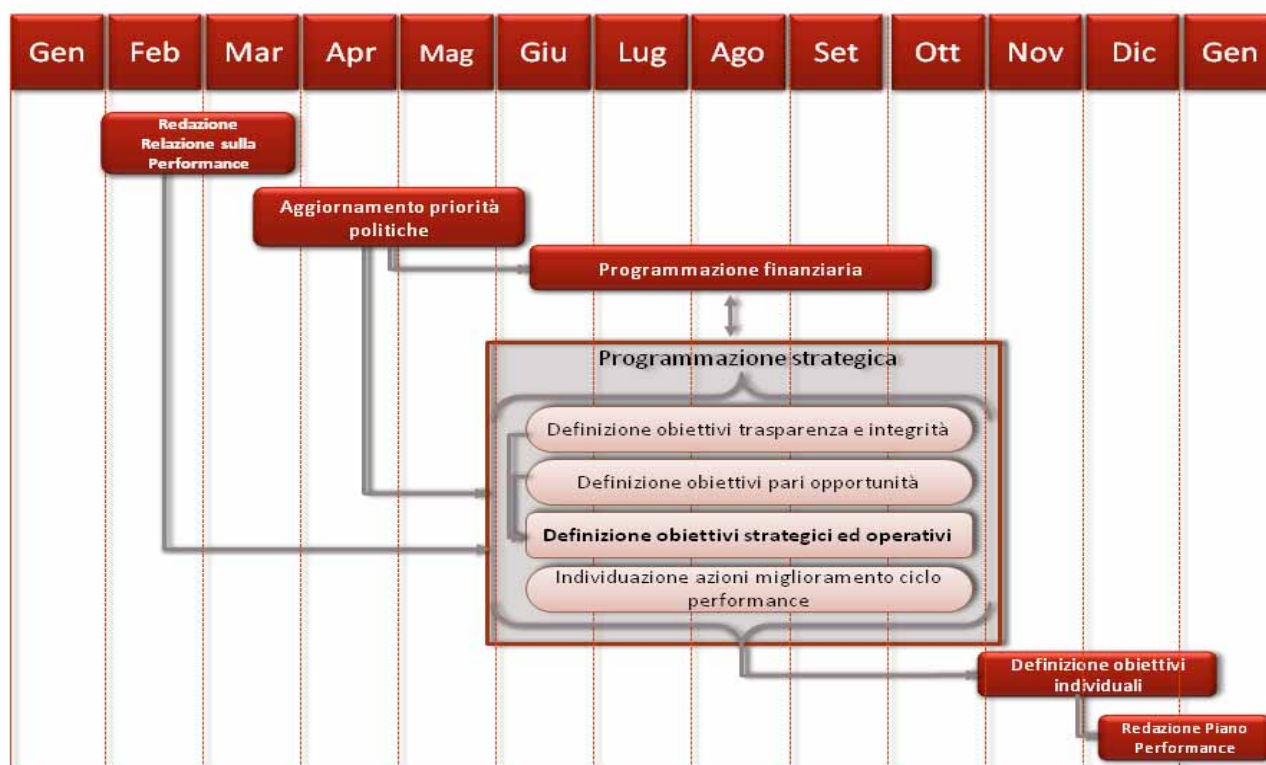 Gen Feb Mar Apr Mag Giu Lug Ago Set Ott Nov Dic Gen
Redazione
Relazione sulla
Performance
Aggiornamento priorità
politiche
Programmazione finanziaria
Programmazione strategica
Definizione obiettivi trasparenza e integrità
Definizione obiettivi pari opportunità
Definizione obiettivi strategici ed operativi
Individuazione azioni miglioramento ciclo
performance
Definizione obiettivi
individuali
Redazione Piano
Performance